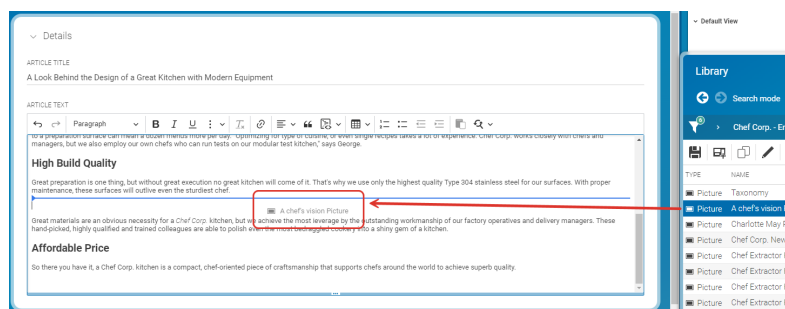 Details
ARTICLE TITLE
A Look Behind the Design of a Great Kitchen with Modern Equipment
ARTICLE TEXT
Paragraph
B I U
to a preparation surface can mean a dozen menus more per day. "Optimizing for type of cuisine, or even single recipes takes a lot of experience. Chef Corp. works closely with chefs and
managers, but we also employ our own chefs who can run tests on our modular test kitchen," says George.
High Build Quality
Great preparation is one thing, but without great execution no great kitchen will come of it. That's why we use only the highest quality Type 304 stainless steel for our surfaces. With proper
maintenance, these surfaces will outlive even the sturdiest chef.
A chef's vision Picture
Great materials are an obvious necessity for a Chef Corp. kitchen, but we achieve the most leverage by the outstanding workmanship of our factory operatives and delivery managers. These
hand-picked, highly qualified and trained colleagues are able to polish even the most bedraggled cookery into a shiny gem of a kitchen.
Affordable Price
So there you have it, a Chef Corp. kitchen is a compact, chef-oriented piece of craftsmanship that supports chefs around the world to achieve superb quality.
Default View
Library
Search mode
Chef Corp. - En
TYPE NAME
Picture Taxonomy
Picture A chef's vision
Picture Charlotte May
Picture Chef Corp. New
Picture Chef Extractor
Picture Chef Extractor
Picture Chef Extractor
Picture Chef Extractor